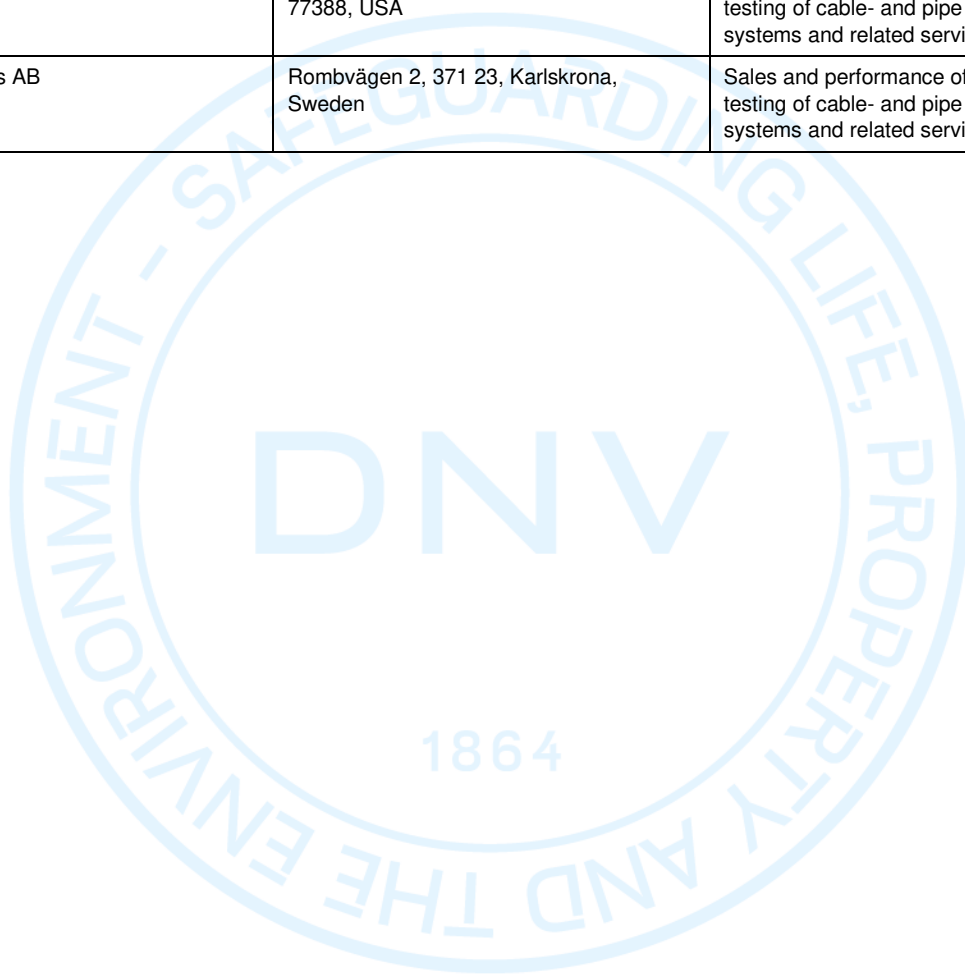 77388, USA
testing of cable- and pipe
systems and related servi
s AB
Rombvägen 2, 371 23, Karlskrona,
Sweden
Sales and performance of
testing of cable- and pipe
systems and related servi
SAFEGUARDING LIFE, PROPERTY AND THE ENVIRONMENT -
DNV
1864